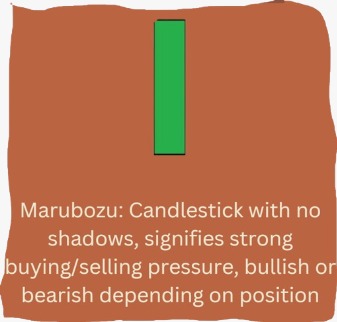 Marubozu: Candlestick with no
shadows, signifies strong
buying/selling pressure, bullish or
bearish depending on position